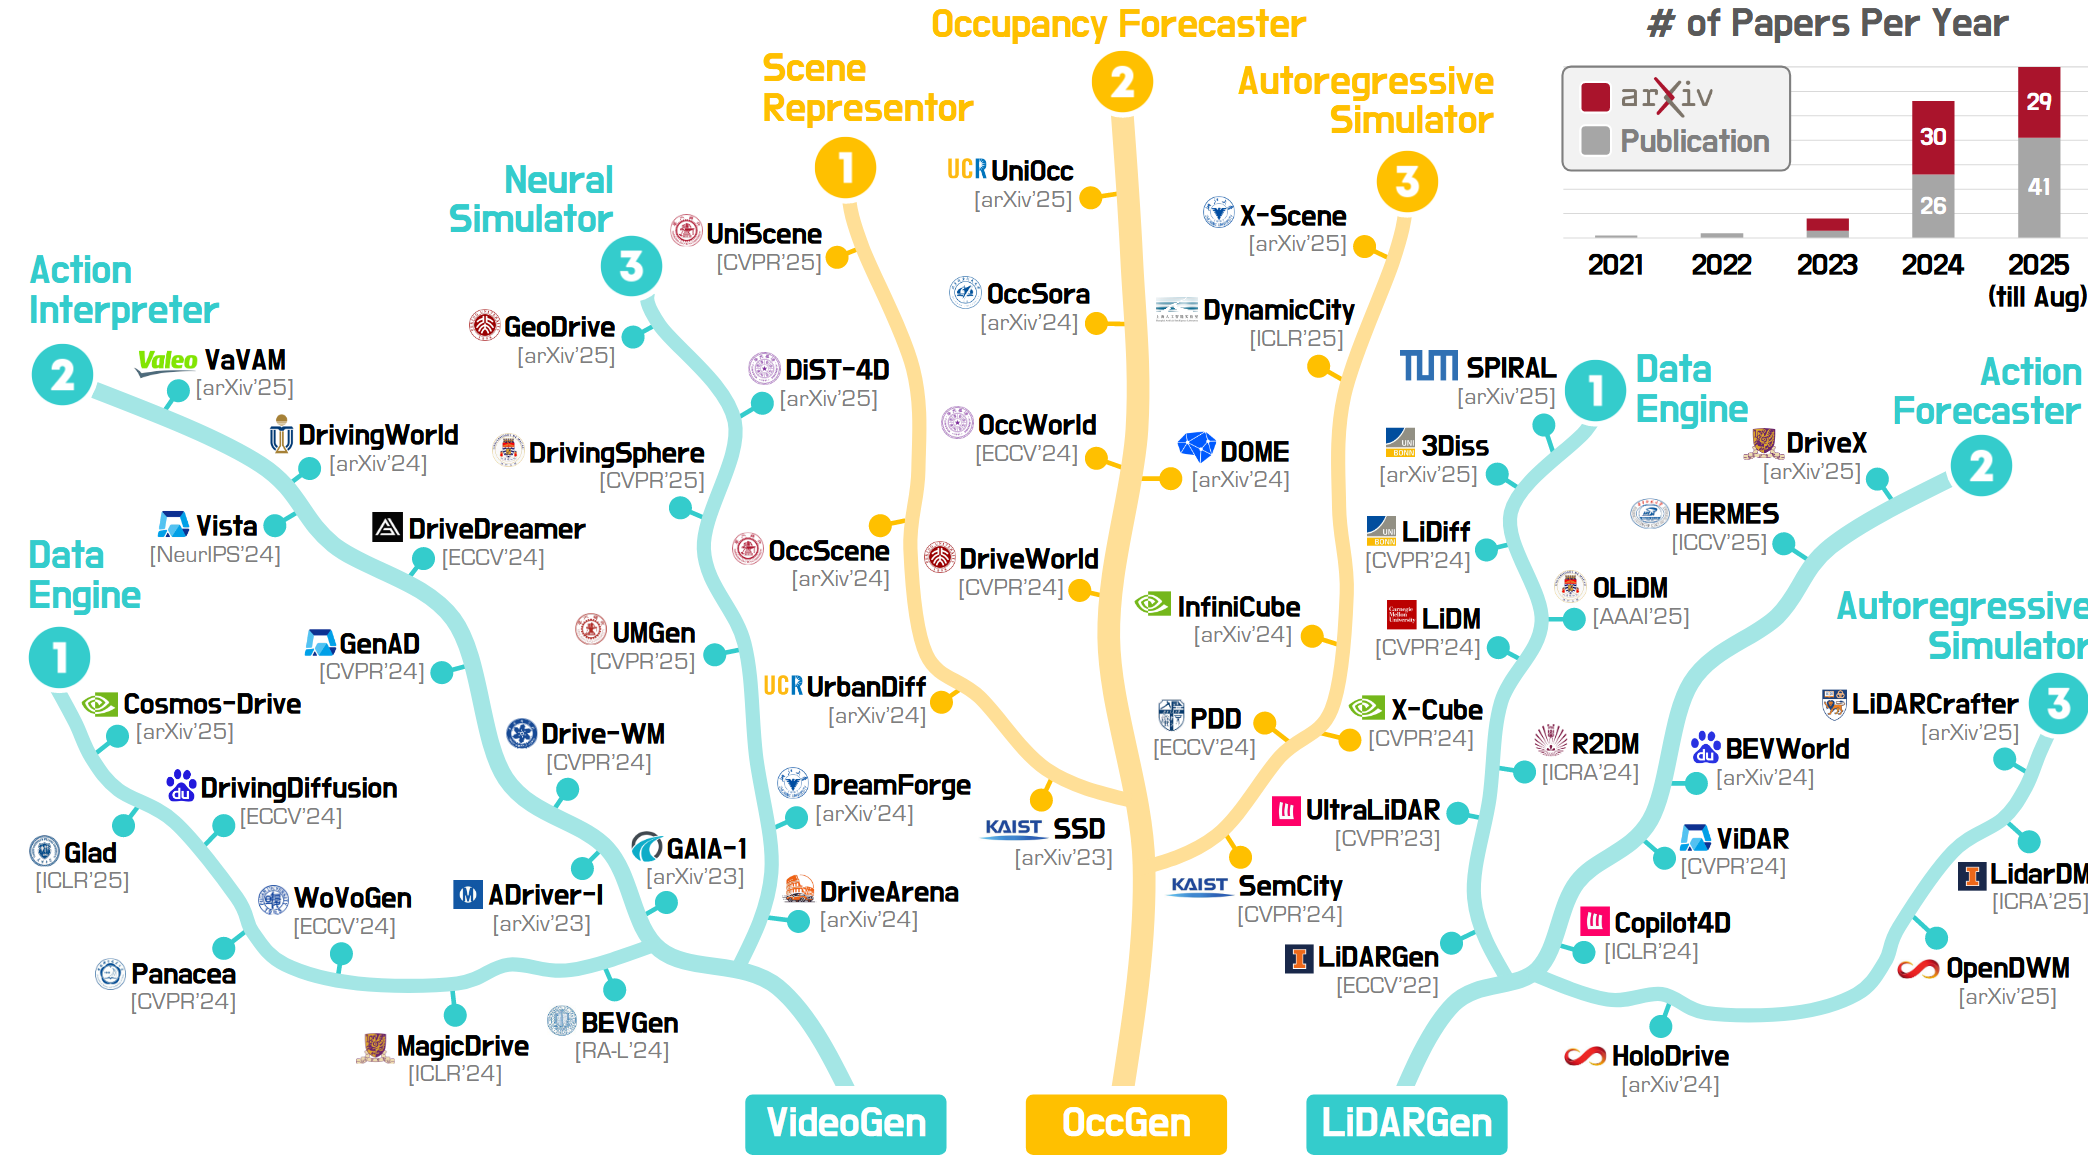 Occupancy Forecaster
2
Scene
Representor
1
Autoregressive
Simulator
3
# of Papers Per Year
arXiv
Publication
30
26
29
41
2021
2022
2023
2024
2025
(till Aug)
Neural
Simulator
3
Action
Interpreter
2
Data
Engine
1
Valeo VaVAM
[arXiv'25]
DrivingWorld
[arXiv'24]
Vista
[NeurIPS'24]
DriveDreamer
[ECCV'24]
GenAD
[CVPR'24]
Drive-WM
[CVPR'24]
ADriver-I
[arXiv'23]
GAIA-1
[arXiv'23]
Cosmos-Drive
[arXiv'25]
DrivingDiffusion
[ECCV'24]
Glad
[ICLR'25]
WoVoGen
[ECCV'24]
Panacea
[CVPR'24]
MagicDrive
[ICLR'24]
BEVGen
[RA-L'24]
GeoDrive
[arXiv'25]
DiST-4D
[arXiv'25]
DrivingSphere
[CVPR'25]
UMGen
[CVPR'25]
DreamForge
[arXiv'24]
DriveArena
[arXiv'24]
UniScene
[CVPR'25]
OccScene
[arXiv'24]
UCR UrbanDiff
[arXiv'24]
KAIST SSD
[arXiv'23]
UCR UniOcc
[arXiv'25]
OccSora
[arXiv'24]
OccWorld
[ECCV'24]
DOME
[arXiv'24]
DriveWorld
[CVPR'24]
X-Scene
[arXiv'25]
DynamicCity
[ICLR'25]
InfiniCube
[arXiv'24]
PDD
[ECCV'24]
X-Cube
[CVPR'24]
KAIST SemCity
[CVPR'24]
Data
Engine
1
TUM SPIRAL
[arXiv'25]
UNI
BONN
3Diss
[arXiv'25]
UNI
BONN
LiDiff
[CVPR'24]
OLiDM
[AAAI'25]
Carnegie
Mellon
University
LiDM
[CVPR'24]
R2DM
[ICRA'24]
UltraLiDAR
[CVPR'23]
LiDARGen
[ECCV'22]
Action
Forecaster
2
DriveX
[arXiv'25]
HERMES
[ICCV'25]
du BEVWorld
[arXiv'24]
ViDAR
[CVPR'24]
Copilot4D
[ICLR'24]
Autoregressive
Simulator
3
LiDARCrafter
[arXiv'25]
LidarDM
[ICRA'25]
OpenDWM
[arXiv'25]
HoloDrive
[arXiv'24]
VideoGen
OccGen
LiDARGen